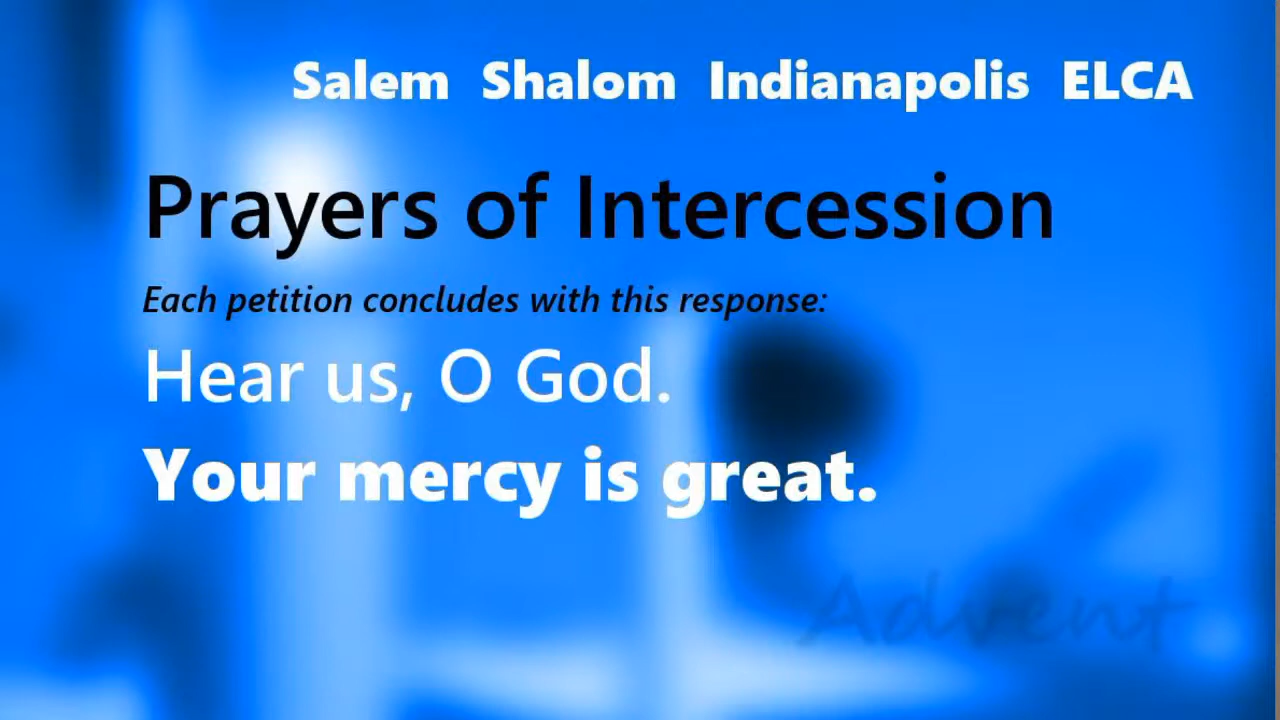 Salem Shalom Indianapolis ELCA
Prayers of Intercession
Each petition concludes with this response:
Hear us, O God.
Your mercy is great.
Advent